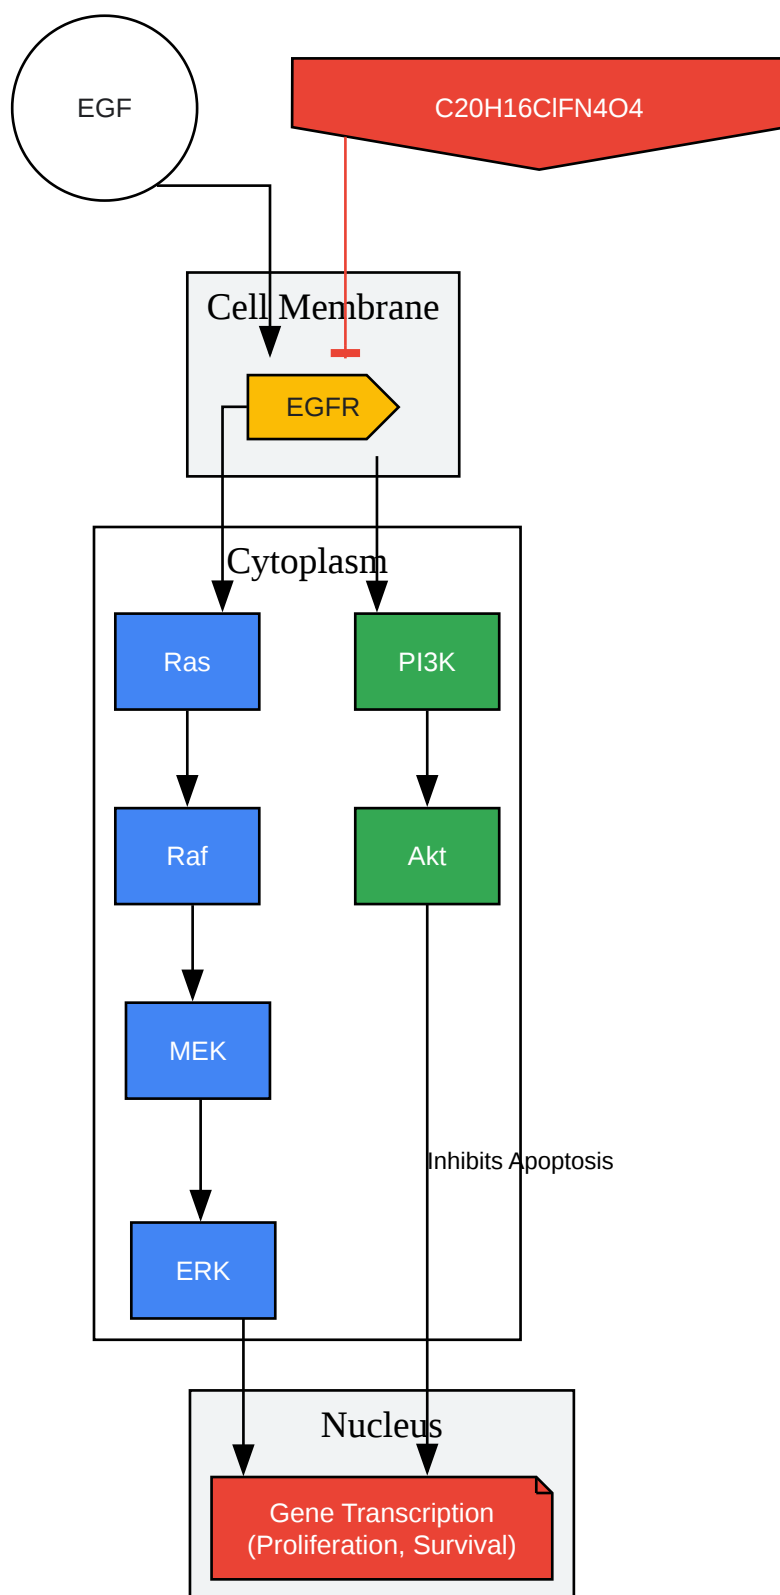 EGF
C20H16ClFN4O4
Cell Membrane
EGFR
Cytoplasm
Ras
PI3K
Raf
Akt
MEK
Inhibits Apoptosis
ERK
Nucleus
Gene Transcription
(Proliferation, Survival)